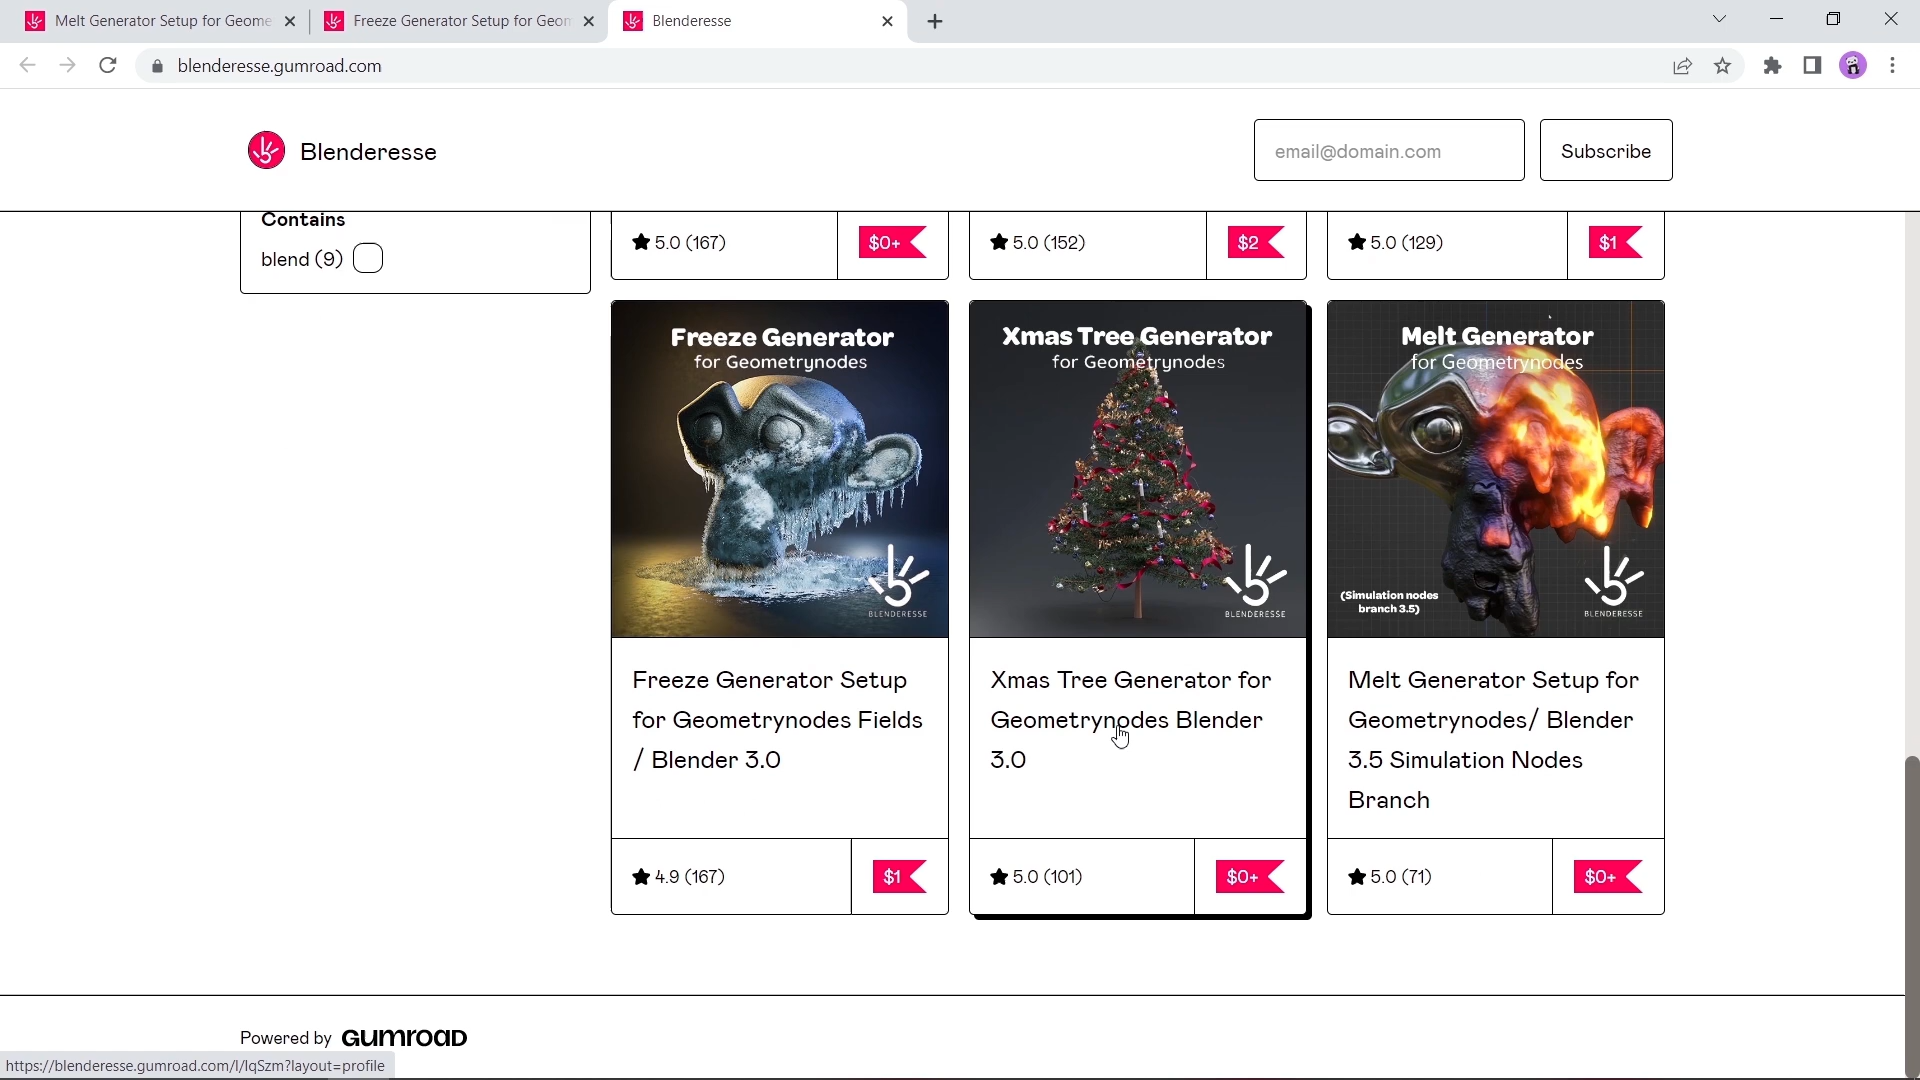 Melt Generator Setup for Geome
Freeze Generator Setup for Geom
Blenderesse
blenderesse.gumroad.com
Blenderesse
email@domain.com
Subscribe
Contains
blend (9)
5.0 (167)
$0+
5.0 (152)
$2
5.0 (129)
$1
Freeze Generator
for Geometrynodes
BLENDERESSE
Xmas Tree Generator
for Geometrynodes
BLENDERESSE
Melt Generator
for Geometrynodes
(Simulation nodes
branch 3.5)
BLENDERESSE
Freeze Generator Setup
for Geometrynodes Fields
/ Blender 3.0
4.9 (167)
$1
Xmas Tree Generator for
Geometrynodes Blender
3.0
5.0 (101)
$0+
Melt Generator Setup for
Geometrynodes/ Blender
3.5 Simulation Nodes
Branch
5.0 (71)
$0+
Powered by GUMROAD
https://blenderesse.gumroad.com/l/IqSzm?layout=profile